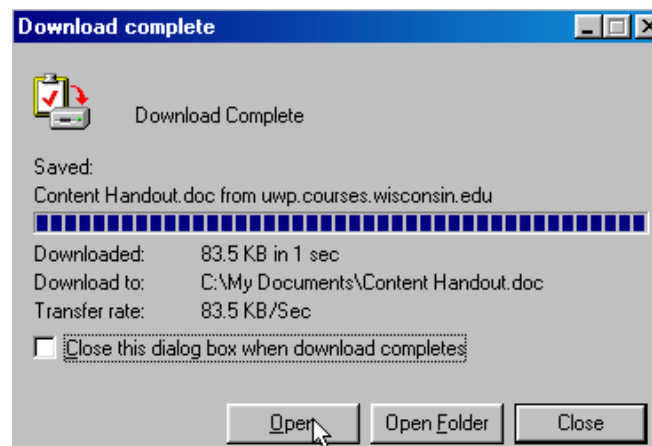 Download complete
Download Complete
Saved:
Content Handout.doc from uwp.courses.wisconsin.edu
Downloaded: 83.5 KB in 1 sec
Download to: C:\My Documents\Content Handout.doc
Transfer rate: 83.5 KB/Sec
Close this dialog box when download completes
Open Open Folder Close